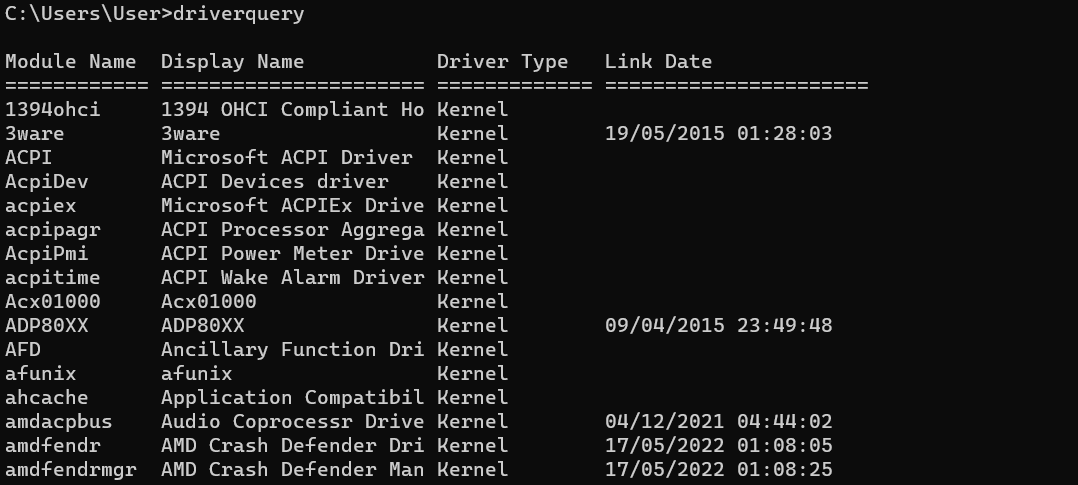 C:\Users\User>driverquery
Module Name  Display Name           Driver Type   Link Date
============ ====================== ============= ======================
1394ohci     1394 OHCI Compliant Ho Kernel
3ware        3ware                  Kernel        19/05/2015 01:28:03
ACPI         Microsoft ACPI Driver  Kernel
AcpiDev      ACPI Devices driver    Kernel
acpiex       Microsoft ACPIEx Drive Kernel
acpipagr     ACPI Processor Aggrega Kernel
AcpiPmi      ACPI Power Meter Drive Kernel
acpitime     ACPI Wake Alarm Driver Kernel
Acx01000     Acx01000               Kernel
ADP80XX      ADP80XX                Kernel        09/04/2015 23:49:48
AFD          Ancillary Function Dri Kernel
afunix       afunix                 Kernel
ahcache      Application Compatibil Kernel
amdacpbus    Audio Coprocessr Drive Kernel        04/12/2021 04:44:02
amdfendr     AMD Crash Defender Dri Kernel        17/05/2022 01:08:05
amdfendrmgr  AMD Crash Defender Man Kernel        17/05/2022 01:08:25